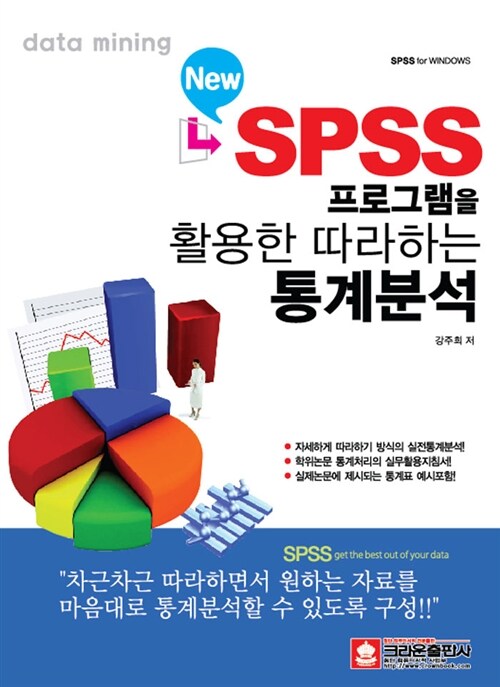 data mining
SPSS for WINDOWS
New
SPSS
프로그램을
활용한 따라하는
통계분석
강주희 저
자세하게 따라하기 방식의 실전통계분석!
학위논문 통계처리의 실무활용지침서!
실제논문에 제시되는 통계표 예시포함!
SPSS get the best out of your data
"차근차근 따라하면서 원하는 자료를
마음대로 통계분석할 수 있도록 구성!!"
크라운출판사